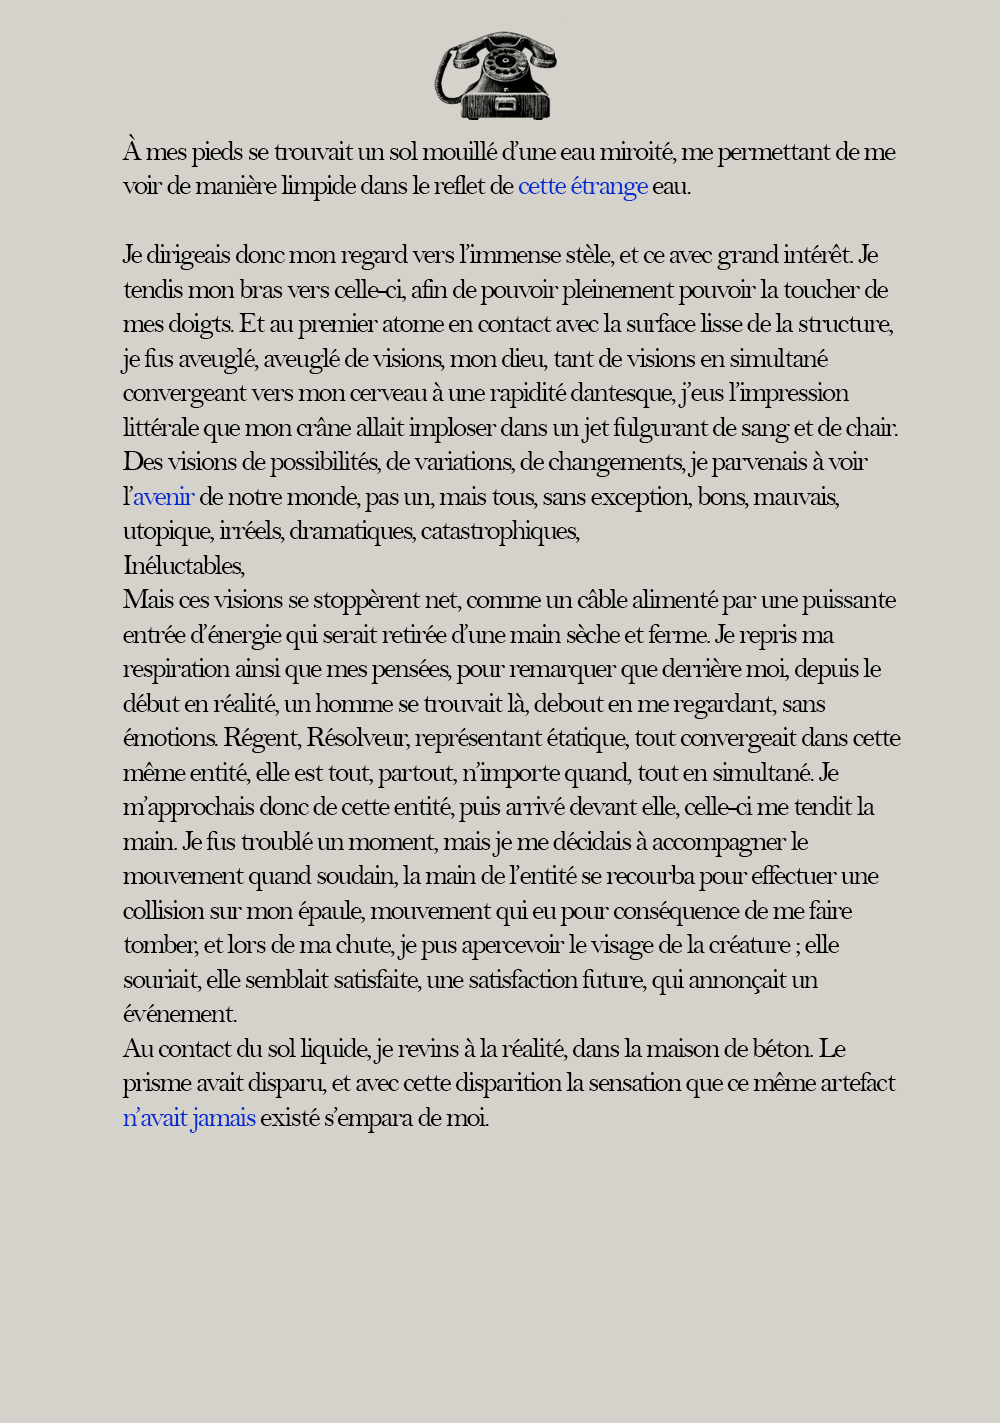 À mes pieds se trouvait un sol mouillé d'une eau miroité, me permettant de me
voir de manière limpide dans le reflet de cette étrange eau.
Je dirigeais donc mon regard vers l'immense stèle, et ce avec grand intérêt. Je
tendis mon bras vers celle-ci, afin de pouvoir pleinement pouvoir la toucher de
mes doigts. Et au premier atome en contact avec la surface lisse de la structure,
je fus aveuglé, aveuglé de visions, mon dieu, tant de visions en simultané
convergeant vers mon cerveau à une rapidité dantesque, j'eus l'impression
littérale que mon crâne allait imploser dans un jet fulgurant de sang et de chair.
Des visions de possibilités, de variations, de changements, je parvenais à voir
l'avenir de notre monde, pas un, mais tous, sans exception, bons, mauvais,
utopique, irréels, dramatiques, catastrophiques,
Inéluctables,
Mais ces visions se stoppèrent net, comme un câble alimenté par une puissante
entrée d'énergie qui serait retirée d'une main sèche et ferme. Je repris ma
respiration ainsi que mes pensées, pour remarquer que derrière moi, depuis le
début en réalité, un homme se trouvait là, debout en me regardant, sans
émotions. Régent, Résolveur, représentant étatique, tout convergeait dans cette
même entité, elle est tout, partout, n'importe quand, tout en simultané. Je
m'approchais donc de cette entité, puis arrivé devant elle, celle-ci me tendit la
main. Je fus troublé un moment, mais je me décidais à accompagner le
mouvement quand soudain, la main de l'entité se recourba pour effectuer une
collision sur mon épaule, mouvement qui eu pour conséquence de me faire
tomber, et lors de ma chute, je pus apercevoir le visage de la créature ; elle
souriait, elle semblait satisfaite, une satisfaction future, qui annonçait un
événement.
Au contact du sol liquide, je revins à la réalité, dans la maison de béton. Le
prisme avait disparu, et avec cette disparition la sensation que ce même artefact
n'avait jamais existé s'empara de moi.